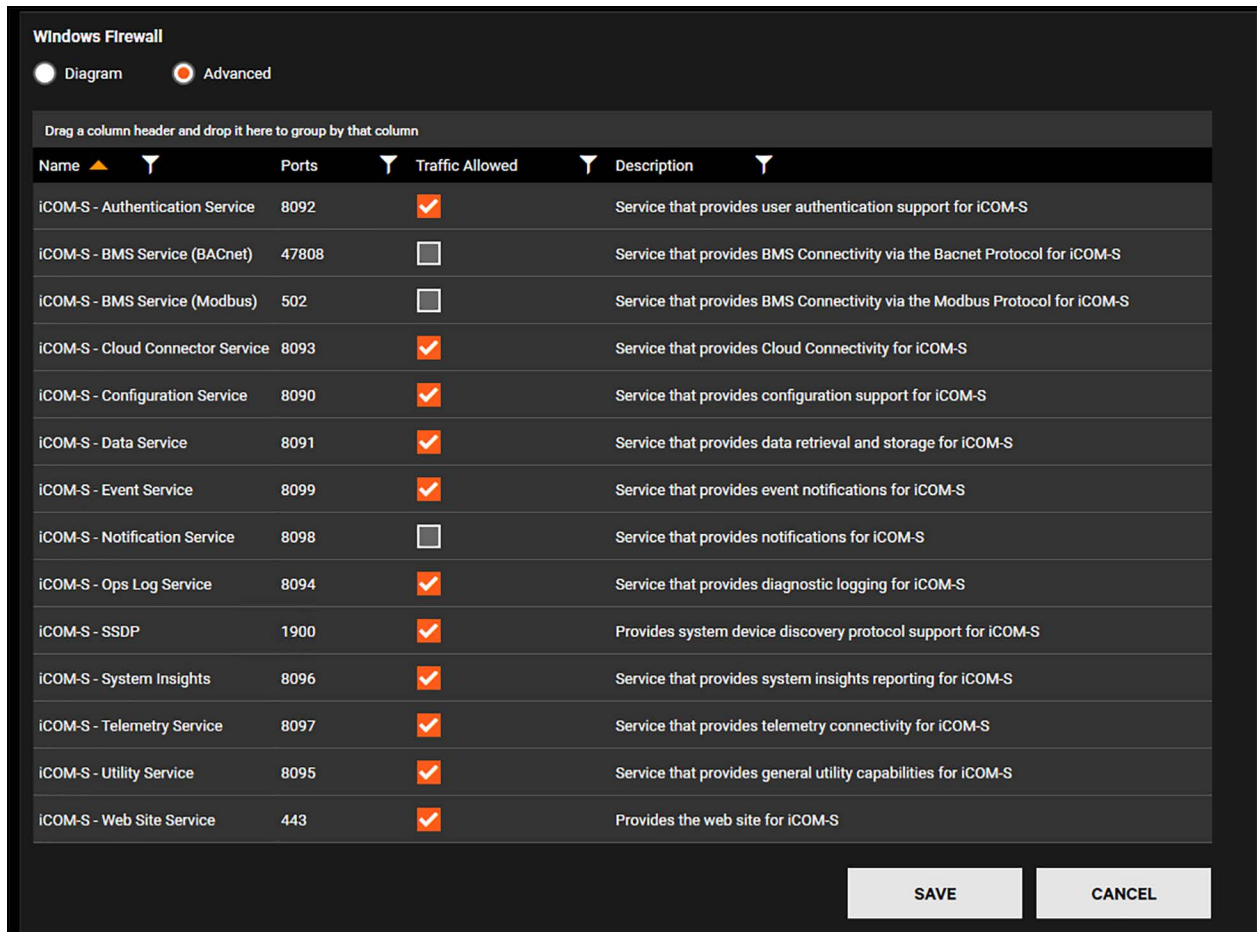 Windows Firewall
Diagram Advanced
Drag a column header and drop it here to group by that column
Name Ports Traffic Allowed Description
iCOM-S - Authentication Service 8092 Service that provides user authentication support for iCOM-S
iCOM-S - BMS Service (BACnet) 47808 Service that provides BMS Connectivity via the Bacnet Protocol for iCOM-S
iCOM-S - BMS Service (Modbus) 502 Service that provides BMS Connectivity via the Modbus Protocol for iCOM-S
iCOM-S - Cloud Connector Service 8093 Service that provides Cloud Connectivity for iCOM-S
iCOM-S - Configuration Service 8090 Service that provides configuration support for iCOM-S
iCOM-S - Data Service 8091 Service that provides data retrieval and storage for iCOM-S
iCOM-S - Event Service 8099 Service that provides event notifications for iCOM-S
iCOM-S - Notification Service 8098 Service that provides notifications for iCOM-S
iCOM-S - Ops Log Service 8094 Service that provides diagnostic logging for iCOM-S
iCOM-S - SSDP 1900 Provides system device discovery protocol support for iCOM-S
iCOM-S - System Insights 8096 Service that provides system insights reporting for iCOM-S
iCOM-S - Telemetry Service 8097 Service that provides telemetry connectivity for iCOM-S
iCOM-S - Utility Service 8095 Service that provides general utility capabilities for iCOM-S
iCOM-S - Web Site Service 443 Provides the web site for iCOM-S
SAVE CANCEL